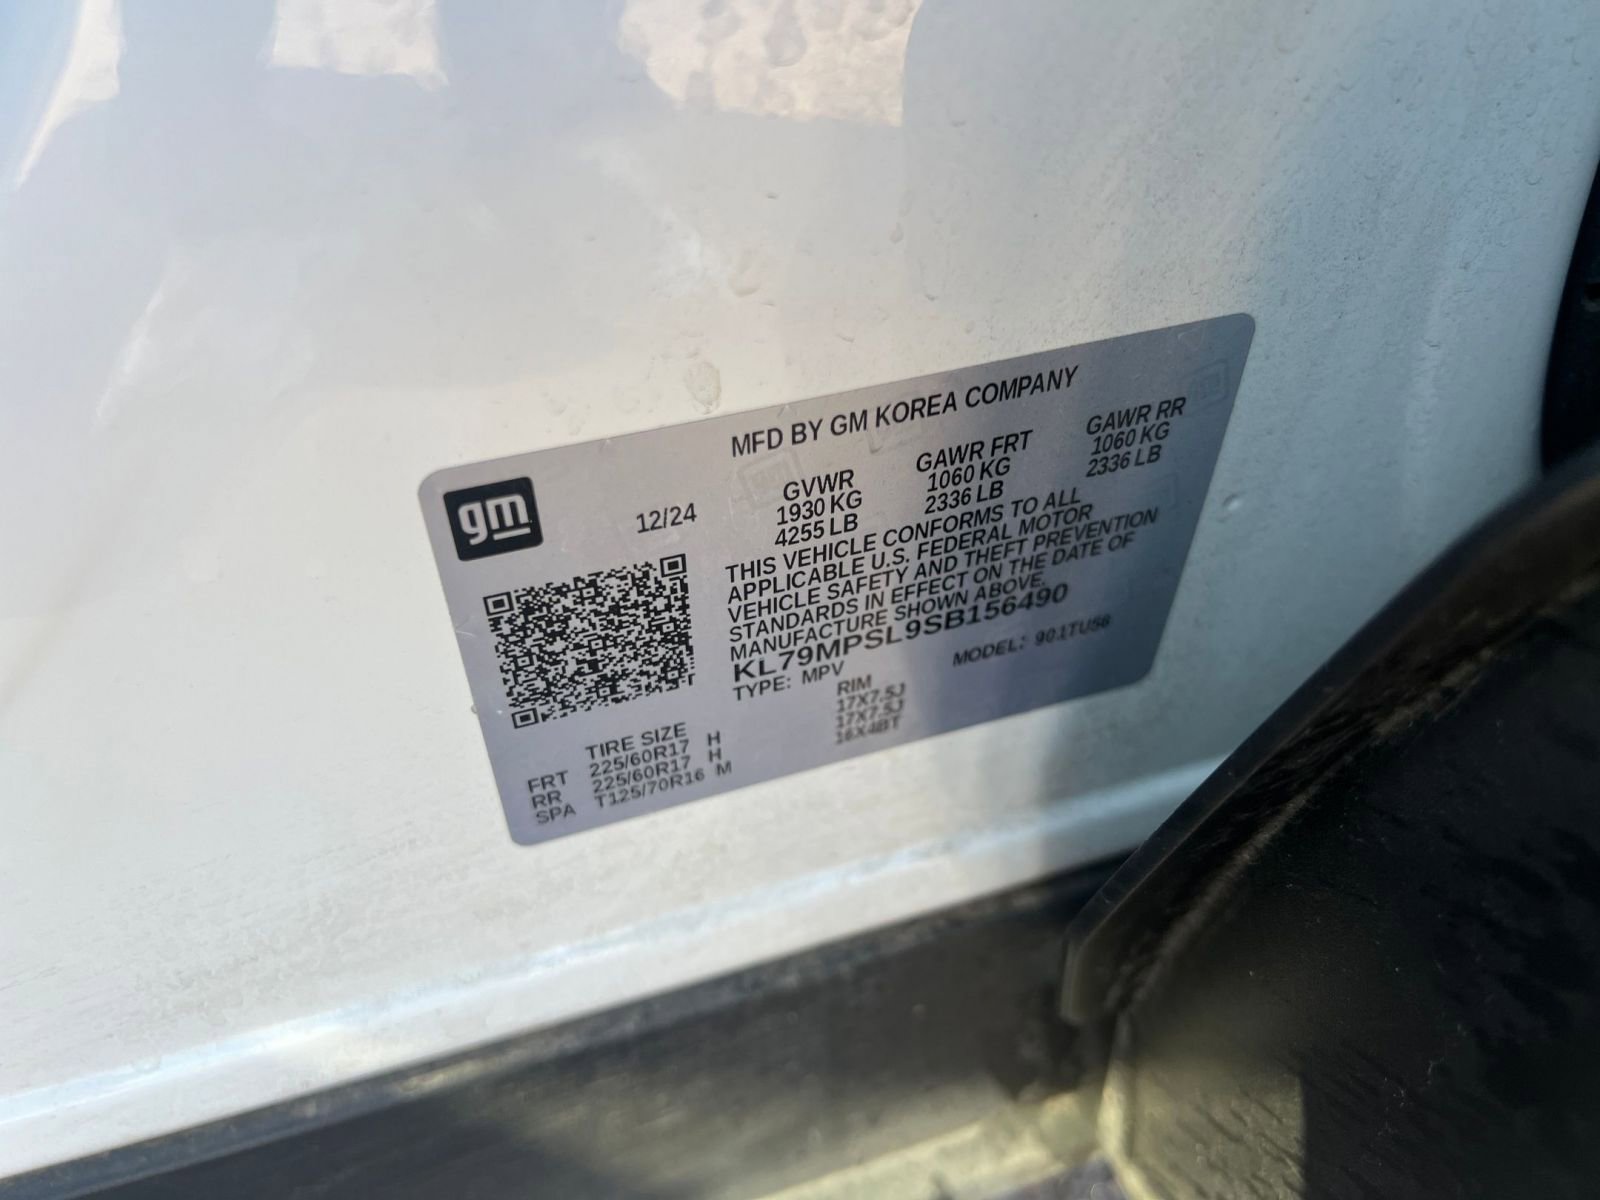 MFD BY GM KOREA COMPANY
gm
12/24
GVWR GAWR FRT GAWR RR
1930 KG 1060 KG 1060 KG
4255 LB 2336 LB 2336 LB
THIS VEHICLE CONFORMS TO ALL
APPLICABLE U.S. FEDERAL MOTOR
VEHICLE SAFETY AND THEFT PREVENTION
STANDARDS IN EFFECT ON THE DATE OF
MANUFACTURE SHOWN ABOVE.
KL79MPSL9SB156490
TYPE: MPV MODEL: 901TU58
TIRE SIZE RIM
FRT 225/60R17 H 17X7.5J
RR 225/60R17 H 17X7.5J
SPA T125/70R16 M 16X4BT